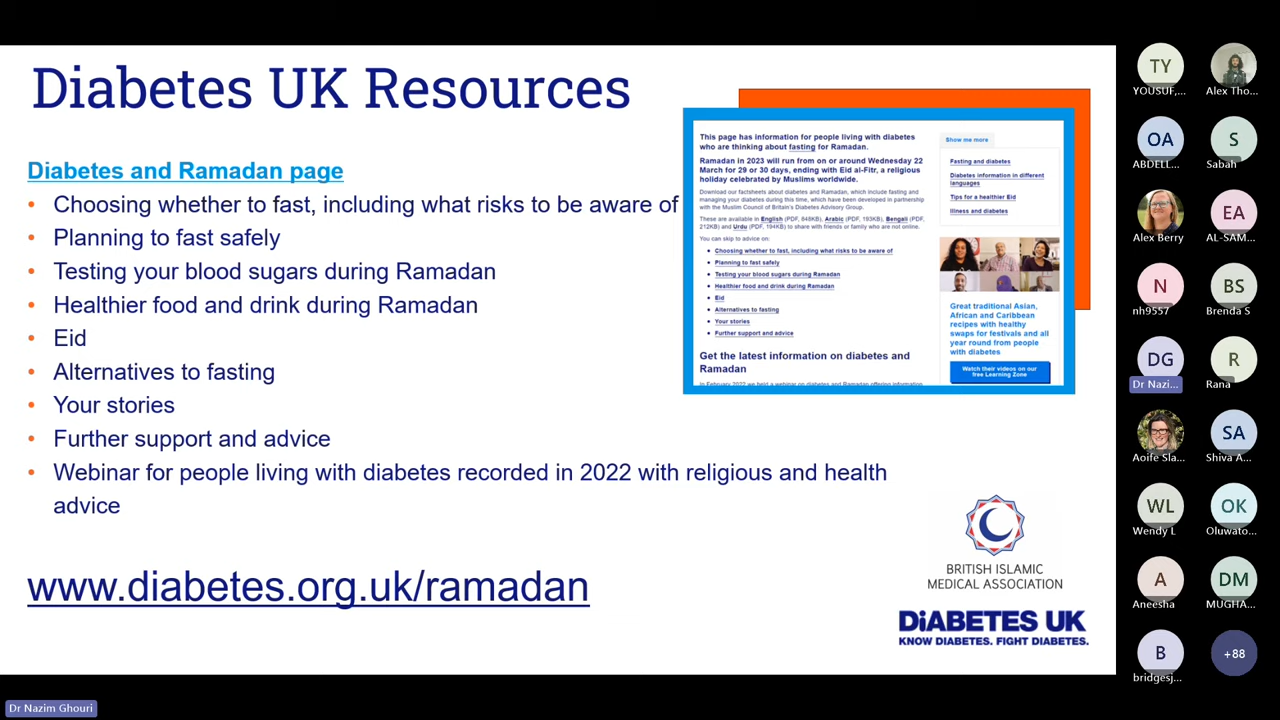 Diabetes UK Resources
Diabetes and Ramadan page
• Choosing whether to fast, including what risks to be aware of
• Planning to fast safely
• Testing your blood sugars during Ramadan
• Healthier food and drink during Ramadan
• Eid
• Alternatives to fasting
• Your stories
• Further support and advice
• Webinar for people living with diabetes recorded in 2022 with religious and health
advice
www.diabetes.org.uk/ramadan
This page has information for people living with diabetes
who are thinking about fasting for Ramadan.
Ramadan in 2023 will run from on or around Wednesday 22
March for 29 or 30 days, ending with Eid al-Fitr, a religious
holiday celebrated by Muslims worldwide.
Download our factsheets about diabetes and Ramadan, which include fasting and
managing your diabetes during this time, which have been developed in partnership
with the Muslim Council of Britain's Diabetes Advisory Group.
These are available in English (PDF, 648KB), Arabic (PDF, 193KB), Bengali (PDF,
212KB) and Urdu (PDF, 194KB) to share with friends or family who are not online.
You can skip to advice on:
• Choosing whether to fast, including what risks to be aware of
• Planning to fast safely
• Testing your blood sugars during Ramadan
• Healthier food and drink during Ramadan
• Eid
• Alternatives to fasting
• Your stories
• Further support and advice
Get the latest information on diabetes and
Ramadan
In February 2022 we held a webinar on diabetes and Ramadan offering information
Show me more
Fasting and diabetes
Diabetes information in different
languages
Tips for a healthier Eid
Illness and diabetes
Great traditional Asian,
African and Caribbean
recipes with healthy
swaps for festivals and all
year round from people
with diabetes
Watch their videos on our
free Learning Zone
BRITISH ISLAMIC
MEDICAL ASSOCIATION
DiABETES UK
KNOW DIABETES. FIGHT DIABETES.
TY
YOUSUF,...
Alex Tho...
OA
ABDELL...
S
Sabah
Alex Berry
EA
AL-SAM...
N
nh9557
BS
Brenda S
DG
Dr Nazi...
R
Rana
Aoife Sla...
SA
Shiva A...
WL
Wendy L
OK
Oluwato...
A
Aneesha
DM
MUGHA...
B
bridgesj...
+88
Dr Nazim Ghouri